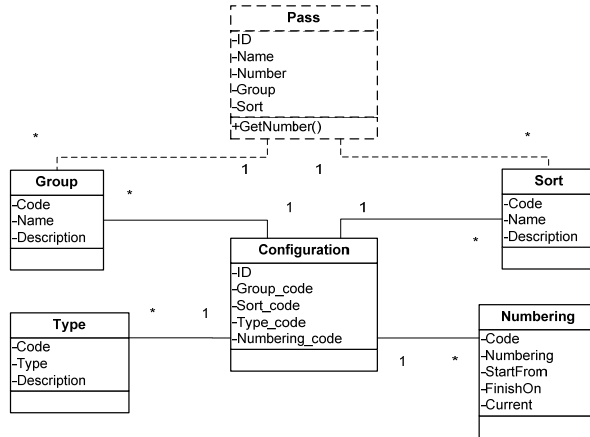 Pass
-ID
-Name
-Number
-Group
-Sort
+GetNumber()
*
*
1
1
Group
-Code
-Name
-Description
*
1
1
*
Sort
-Code
-Name
-Description
Configuration
-ID
-Group_code
-Sort_code
-Type_code
-Numbering_code
Type
-Code
-Type
-Description
*
1
1
*
Numbering
-Code
-Numbering
-StartFrom
-FinishOn
-Current